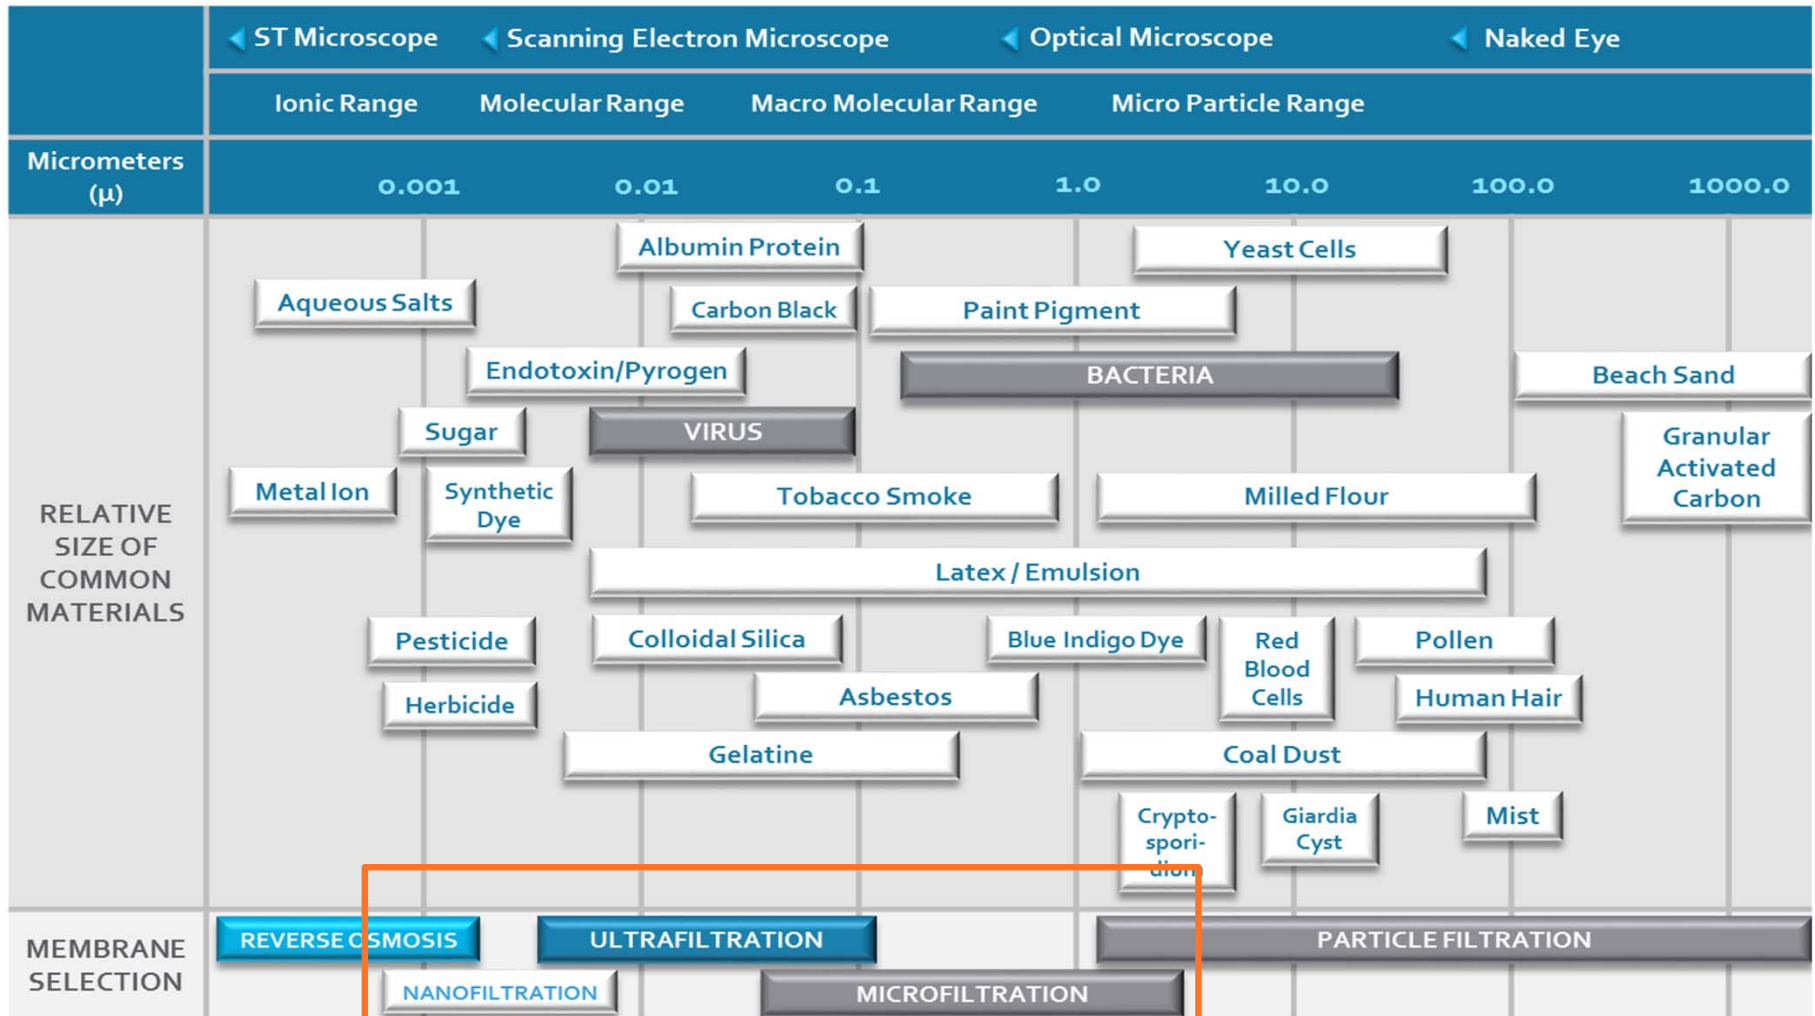 ST Microscope
Scanning Electron Microscope
Optical Microscope
Naked Eye
Ionic Range
Molecular Range
Macro Molecular Range
Micro Particle Range
Micrometers
(μ)
0.001
0.01
0.1
1.0
10.0
100.0
1000.0
RELATIVE
SIZE OF
COMMON
MATERIALS
Albumin Protein
Yeast Cells
Aqueous Salts
Carbon Black
Paint Pigment
Endotoxin/Pyrogen
BACTERIA
Beach Sand
Sugar
VIRUS
Granular
Activated
Carbon
Metal Ion
Synthetic
Dye
Tobacco Smoke
Milled Flour
Latex / Emulsion
Pesticide
Colloidal Silica
Blue Indigo Dye
Red
Blood
Cells
Pollen
Herbicide
Asbestos
Human Hair
Gelatine
Coal Dust
Crypto-
spori-
dium
Giardia
Cyst
Mist
MEMBRANE
SELECTION
REVERSE OSMOSIS
ULTRAFILTRATION
PARTICLE FILTRATION
NANOFILTRATION
MICROFILTRATION